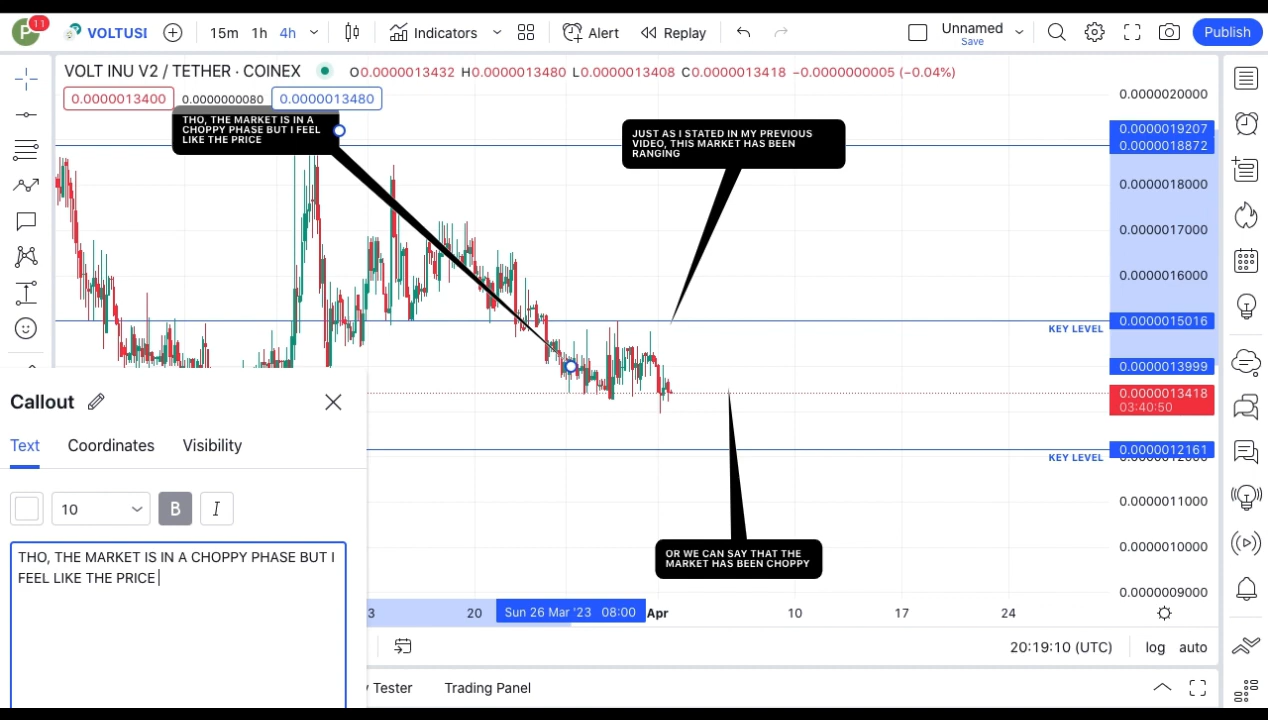 P 11 VOLTUSI 15m 1h 4h Indicators Alert Replay Unnamed Save Publish
VOLT INU V2 / TETHER · COINEX O0.0000013432 H0.0000013480 L0.0000013408 C0.0000013418 −0.0000000005 (−0.04%)
0.0000013400 0.0000000080 0.0000013480
THO, THE MARKET IS IN A
CHOPPY PHASE BUT I FEEL
LIKE THE PRICE
JUST AS I STATED IN MY PREVIOUS
VIDEO, THIS MARKET HAS BEEN
RANGING
0.0000020000
0.0000019207
0.0000018872
0.0000018000
0.0000017000
0.0000016000
0.0000015016
KEY LEVEL
0.0000013999
0.0000013418
03:40:50
0.0000012161
KEY LEVEL
0.0000011000
0.0000010000
0.0000009000
OR WE CAN SAY THAT THE
MARKET HAS BEEN CHOPPY
Callout
Text Coordinates Visibility
10 B I
THO, THE MARKET IS IN A CHOPPY PHASE BUT I
FEEL LIKE THE PRICE
3 20 Sun 26 Mar '23 08:00 Apr 10 17 24
20:19:10 (UTC) log auto
Tester Trading Panel